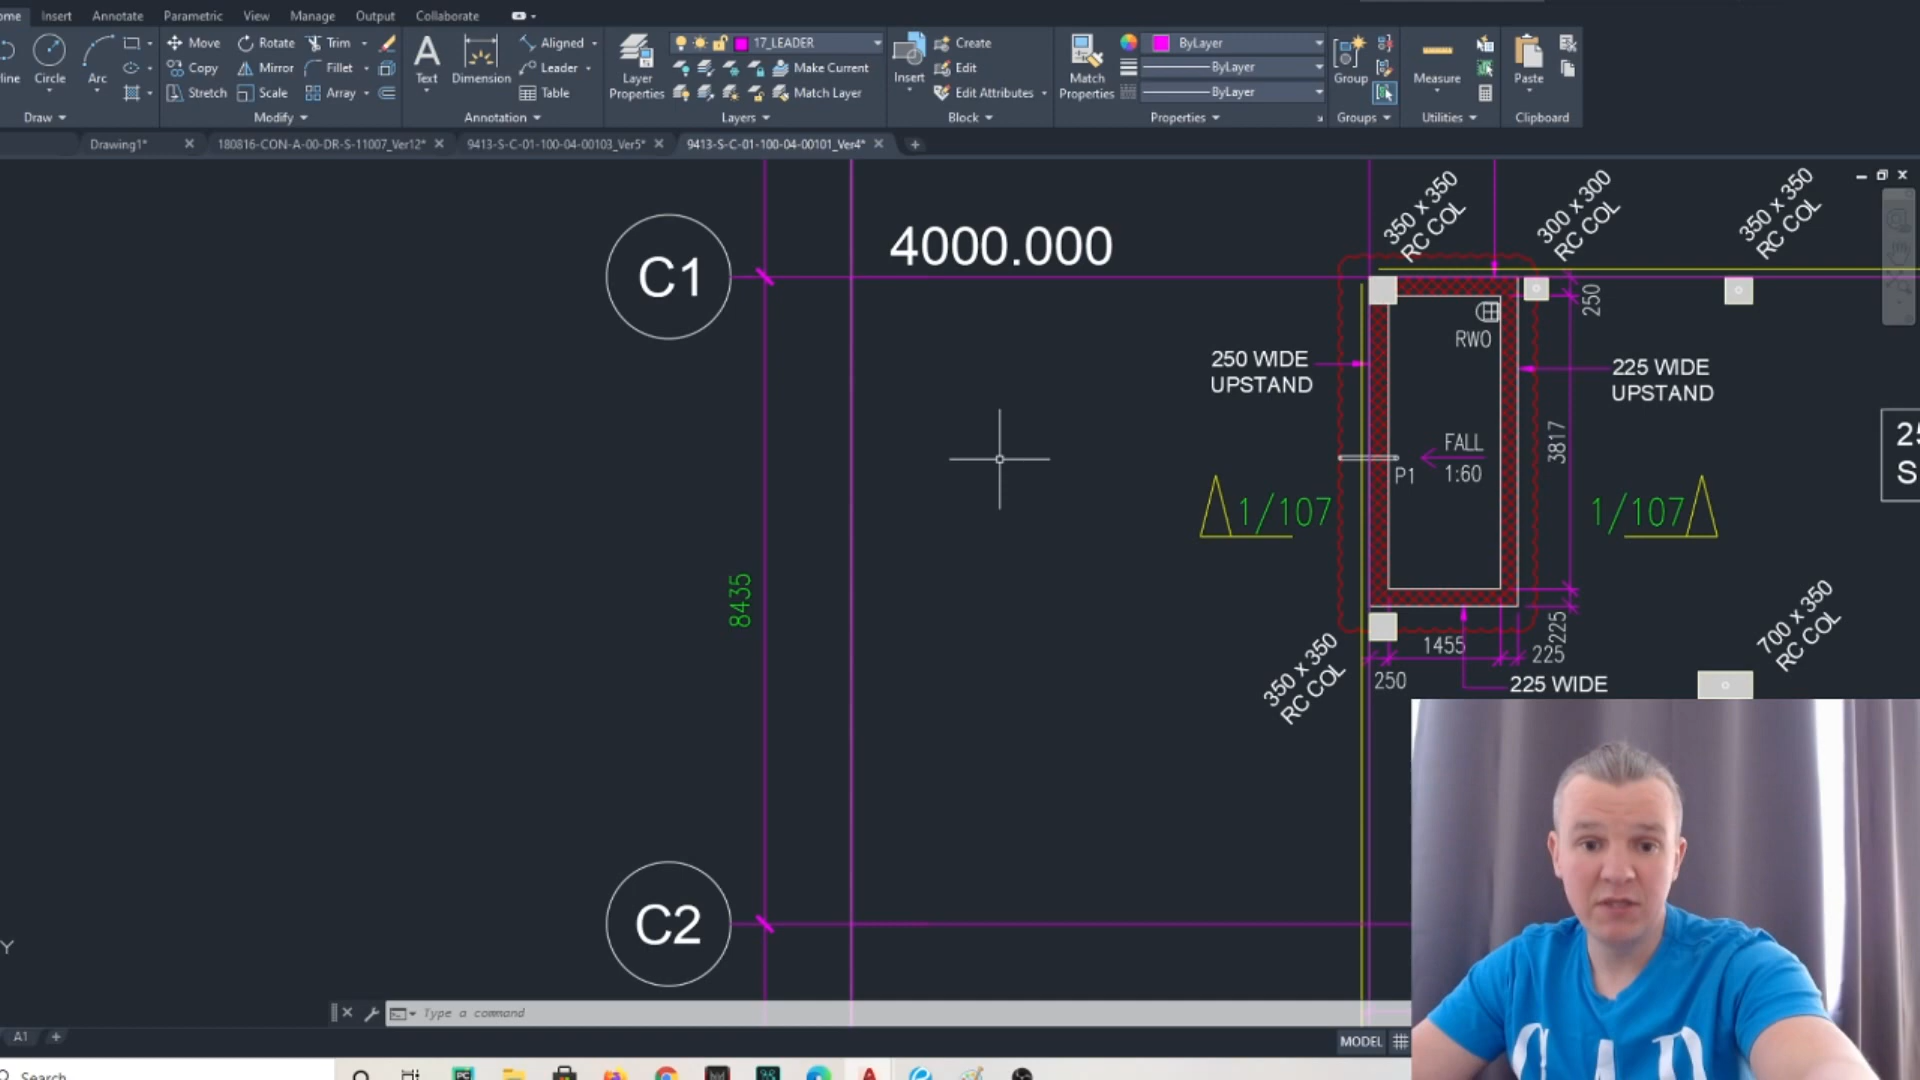 ome Insert Annotate Parametric View Manage Output Collaborate
Move Rotate Trim Aligned 17_LEADER Create ByLayer
line Circle Arc Copy Mirror Fillet Text Dimension Leader Layer Properties Make Current Insert Edit Match Properties ByLayer Group Measure Paste
Stretch Scale Array Table Match Layer Edit Attributes ByLayer
Draw Modify Annotation Layers Block Properties Groups Utilities Clipboard
Drawing1* 180816-CON-A-00-DR-S-11007_Ver12* 9413-S-C-01-100-04-00103_Ver5* 9413-S-C-01-100-04-00101_Ver4*
350 x 350
RC COL
300 x 300
RC COL
350 x 350
RC COL
C1
4000.000
250
RWO
250 WIDE
UPSTAND
225 WIDE
UPSTAND
FALL
1:60
P1
3817
25
S
1/107
1/107
8435
350 x 350
RC COL
1455
225
225
250
700 x 350
RC COL
225 WIDE
C2
Y
Type a command
A1
MODEL
Search